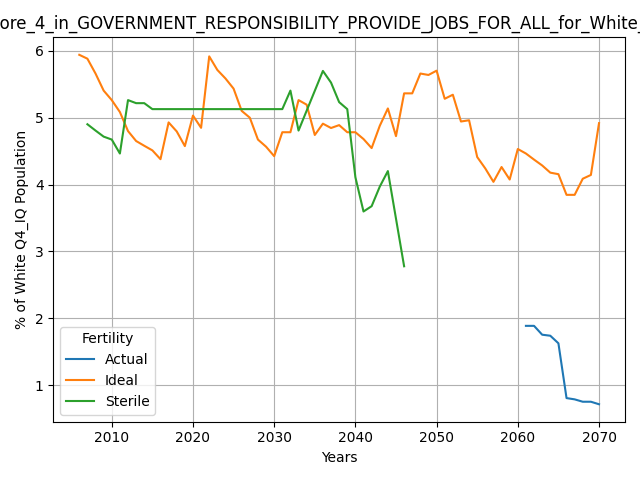 ore_4_in_GOVERNMENT_RESPONSIBILITY_PROVIDE_JOBS_FOR_ALL_for_White_
6
5
4
3
2
1
% of White Q4_IQ Population
Fertility
Actual
Ideal
Sterile
2010 2020 2030 2040 2050 2060 2070
Years